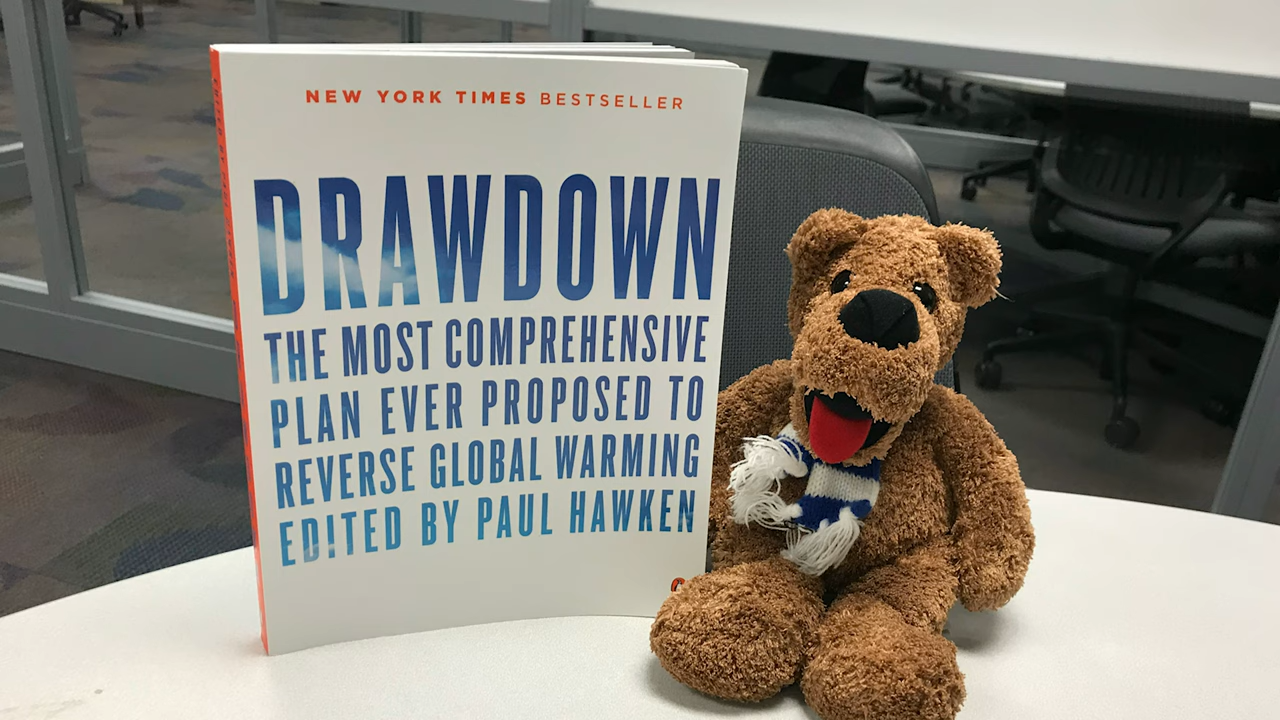 NEW YORK TIMES BESTSELLER
DRAWDOWN
THE MOST COMPREHENSIVE
PLAN EVER PROPOSED TO
REVERSE GLOBAL WARMING
EDITED BY PAUL HAWKEN